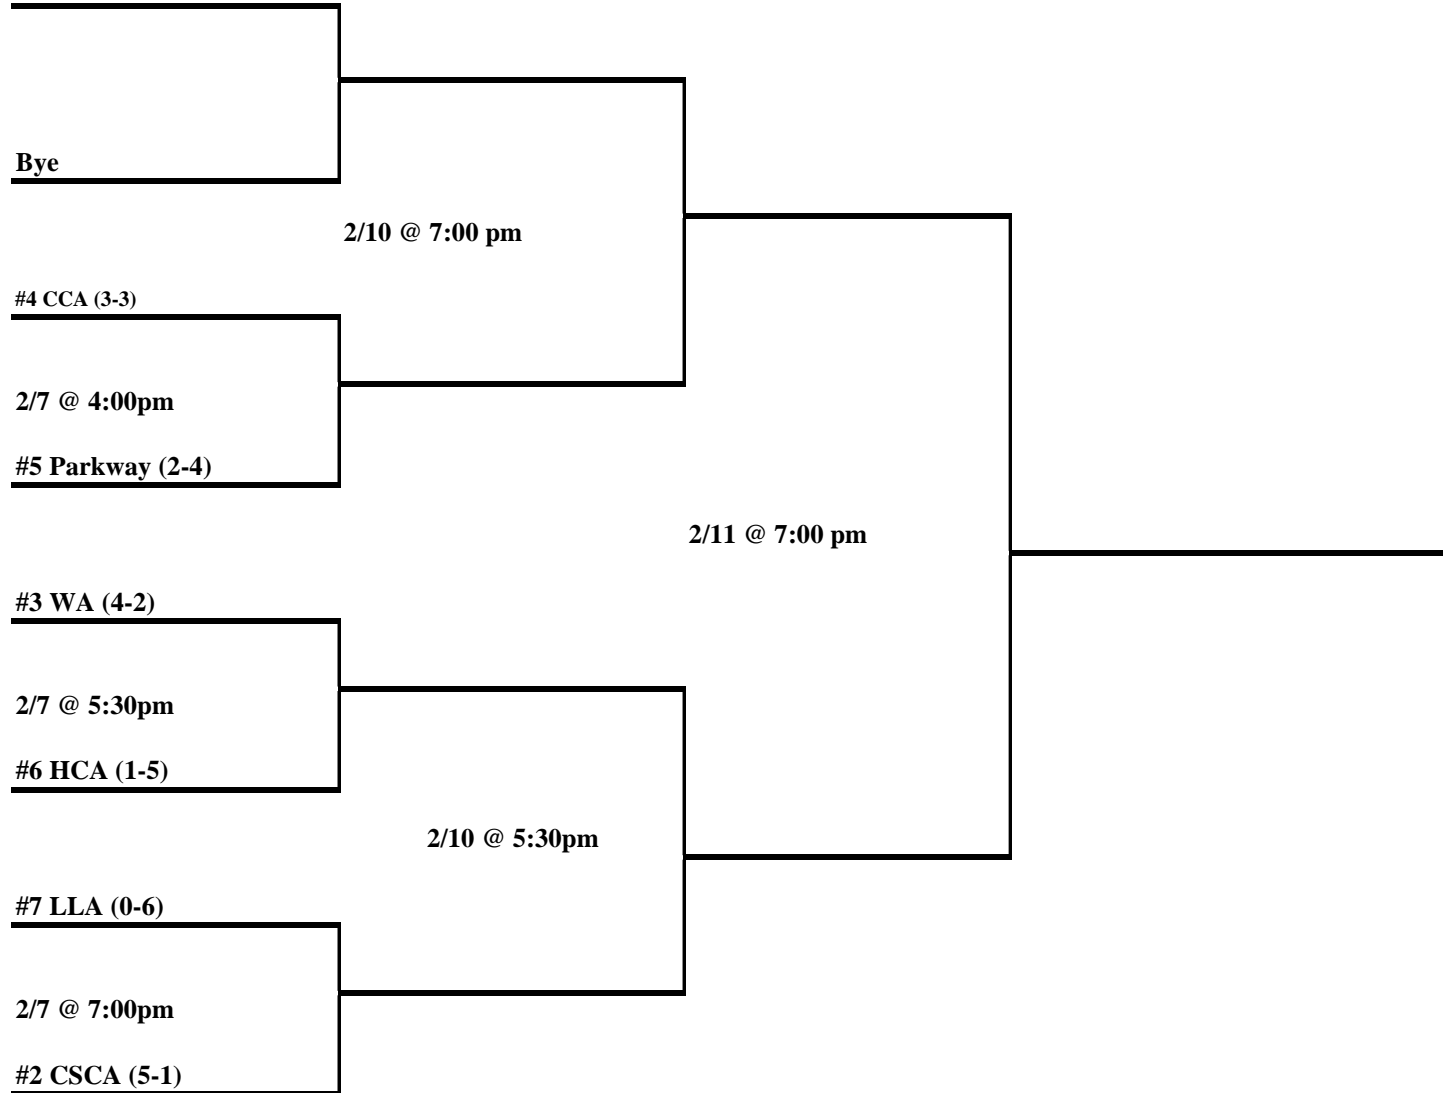 Bye
2/10 @ 7:00 pm
#4 CCA (3-3)
2/7 @ 4:00pm
#5 Parkway (2-4)
2/11 @ 7:00 pm
#3 WA (4-2)
2/7 @ 5:30pm
#6 HCA (1-5)
2/10 @ 5:30pm
#7 LLA (0-6)
2/7 @ 7:00pm
#2 CSCA (5-1)